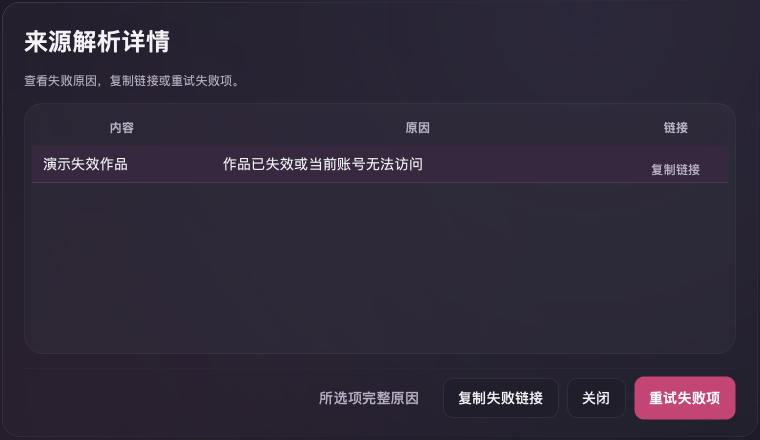 来源解析详情
查看失败原因，复制链接或重试失败项。
内容 原因 链接
演示失效作品 作品已失效或当前账号无法访问 复制链接
所选项完整原因 复制失败链接 关闭 重试失败项